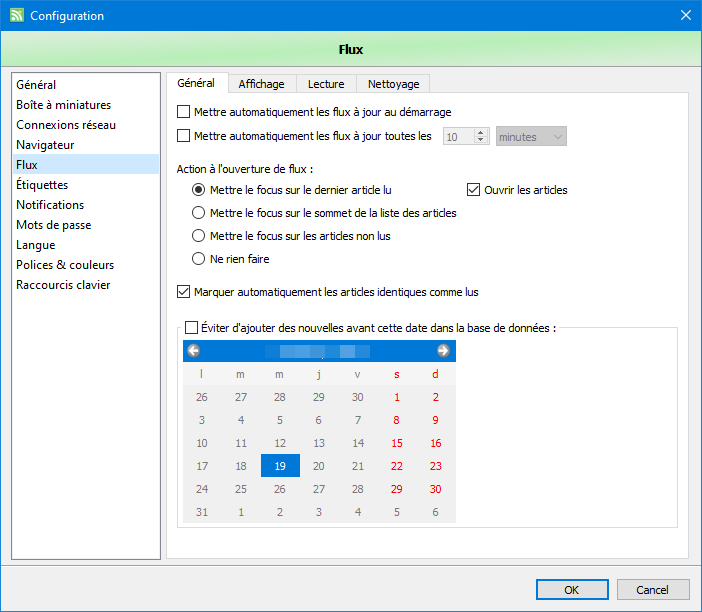 Configuration
Flux
Général
Boîte à miniatures
Connexions réseau
Navigateur
Flux
Étiquettes
Notifications
Mots de passe
Langue
Polices & couleurs
Raccourcis clavier
Général Affichage Lecture Nettoyage
Mettre automatiquement les flux à jour au démarrage
Mettre automatiquement les flux à jour toutes les 10 minutes
Action à l'ouverture de flux :
Mettre le focus sur le dernier article lu Ouvrir les articles
Mettre le focus sur le sommet de la liste des articles
Mettre le focus sur les articles non lus
Ne rien faire
Marquer automatiquement les articles identiques comme lus
Éviter d'ajouter des nouvelles avant cette date dans la base de données :
l m m j v s d
26 27 28 29 30 1 2
3 4 5 6 7 8 9
10 11 12 13 14 15 16
17 18 19 20 21 22 23
24 25 26 27 28 29 30
31 1 2 3 4 5 6
OK Cancel